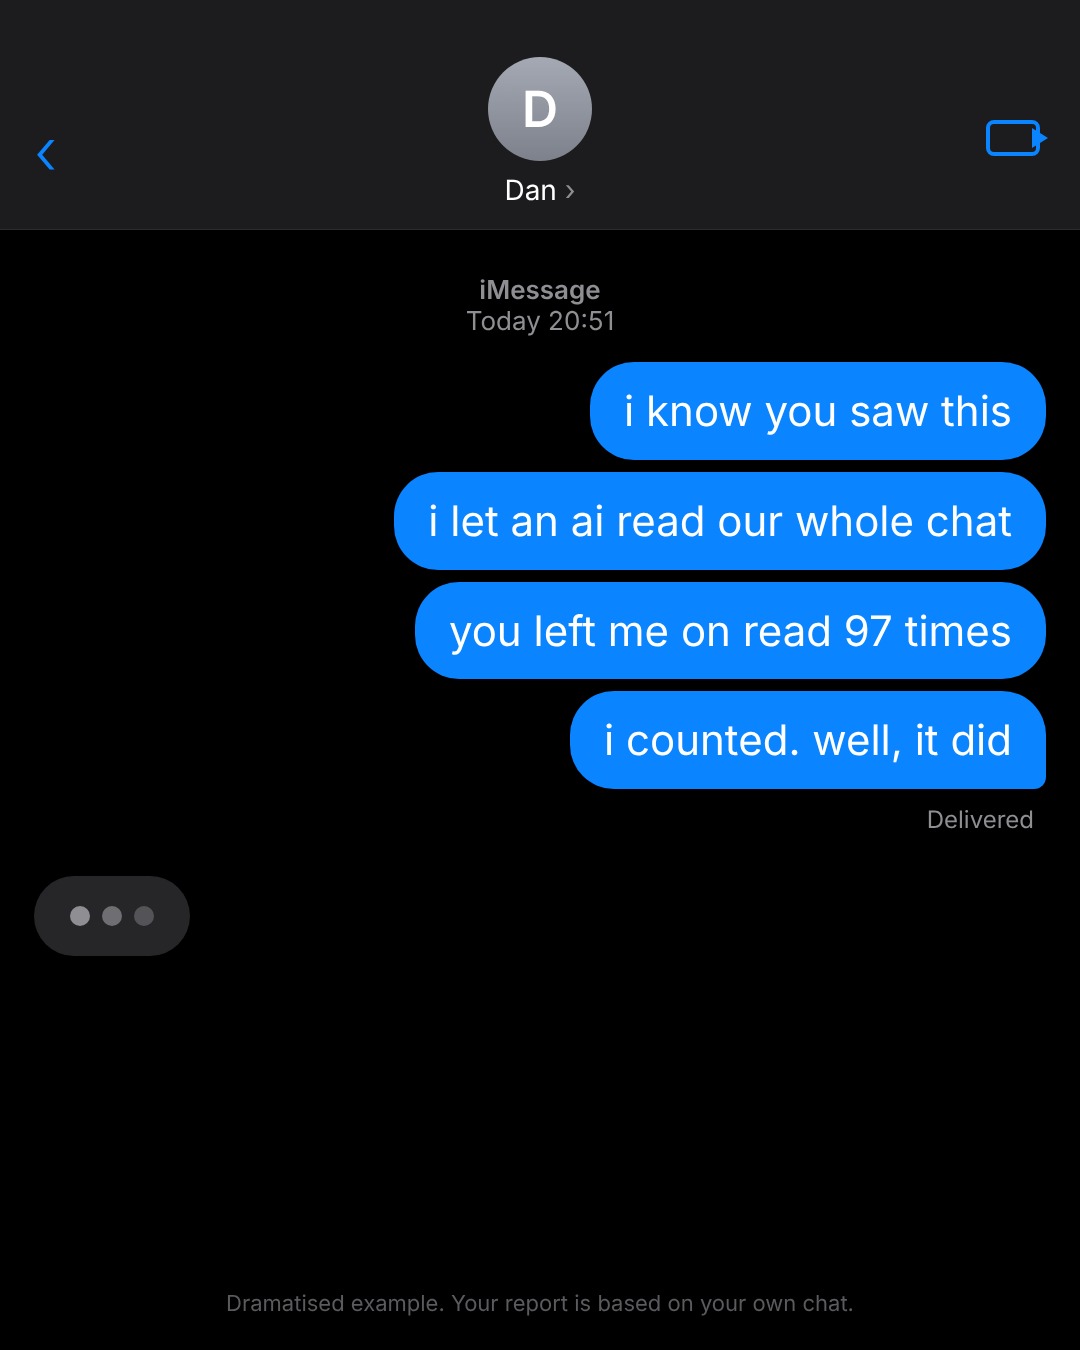 D
Dan ›
iMessage
Today 20:51
i know you saw this
i let an ai read our whole chat
you left me on read 97 times
i counted. well, it did
Delivered
Dramatised example. Your report is based on your own chat.